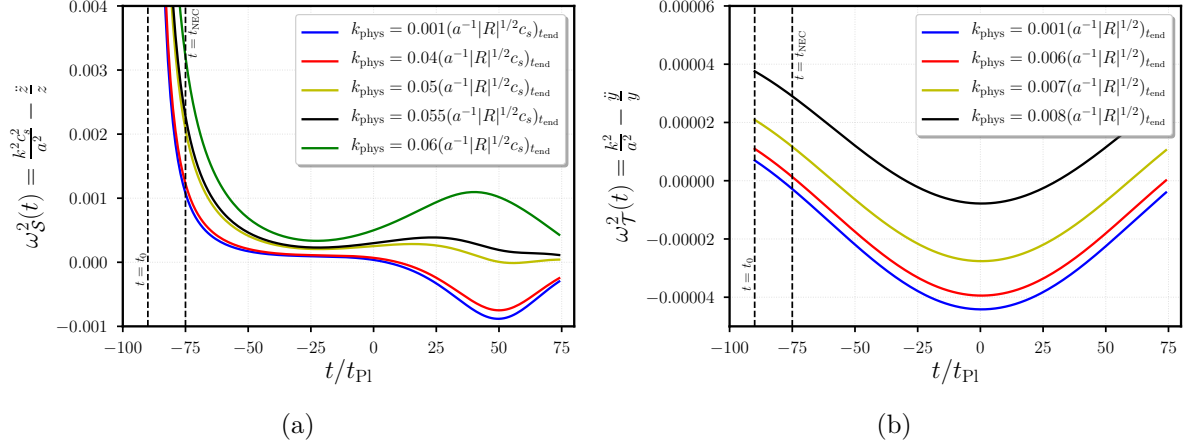 0.004
0.003
0.002
0.001
0.000
−0.001
ω²_𝒮(t) = k²c_s²/a² − z̈/z
t = t₀
t = t_NEC
k_phys = 0.001(a⁻¹|R|^{1/2}c_s)_{t_end}
k_phys = 0.04(a⁻¹|R|^{1/2}c_s)_{t_end}
k_phys = 0.05(a⁻¹|R|^{1/2}c_s)_{t_end}
k_phys = 0.055(a⁻¹|R|^{1/2}c_s)_{t_end}
k_phys = 0.06(a⁻¹|R|^{1/2}c_s)_{t_end}
−100 −75 −50 −25 0 25 50 75
t/t_Pl
(a)
0.00006
0.00004
0.00002
0.00000
−0.00002
−0.00004
ω²_𝒯(t) = k²/a² − ÿ/y
t = t₀
t = t_NEC
k_phys = 0.001(a⁻¹|R|^{1/2})_{t_end}
k_phys = 0.006(a⁻¹|R|^{1/2})_{t_end}
k_phys = 0.007(a⁻¹|R|^{1/2})_{t_end}
k_phys = 0.008(a⁻¹|R|^{1/2})_{t_end}
−100 −75 −50 −25 0 25 50 75
t/t_Pl
(b)